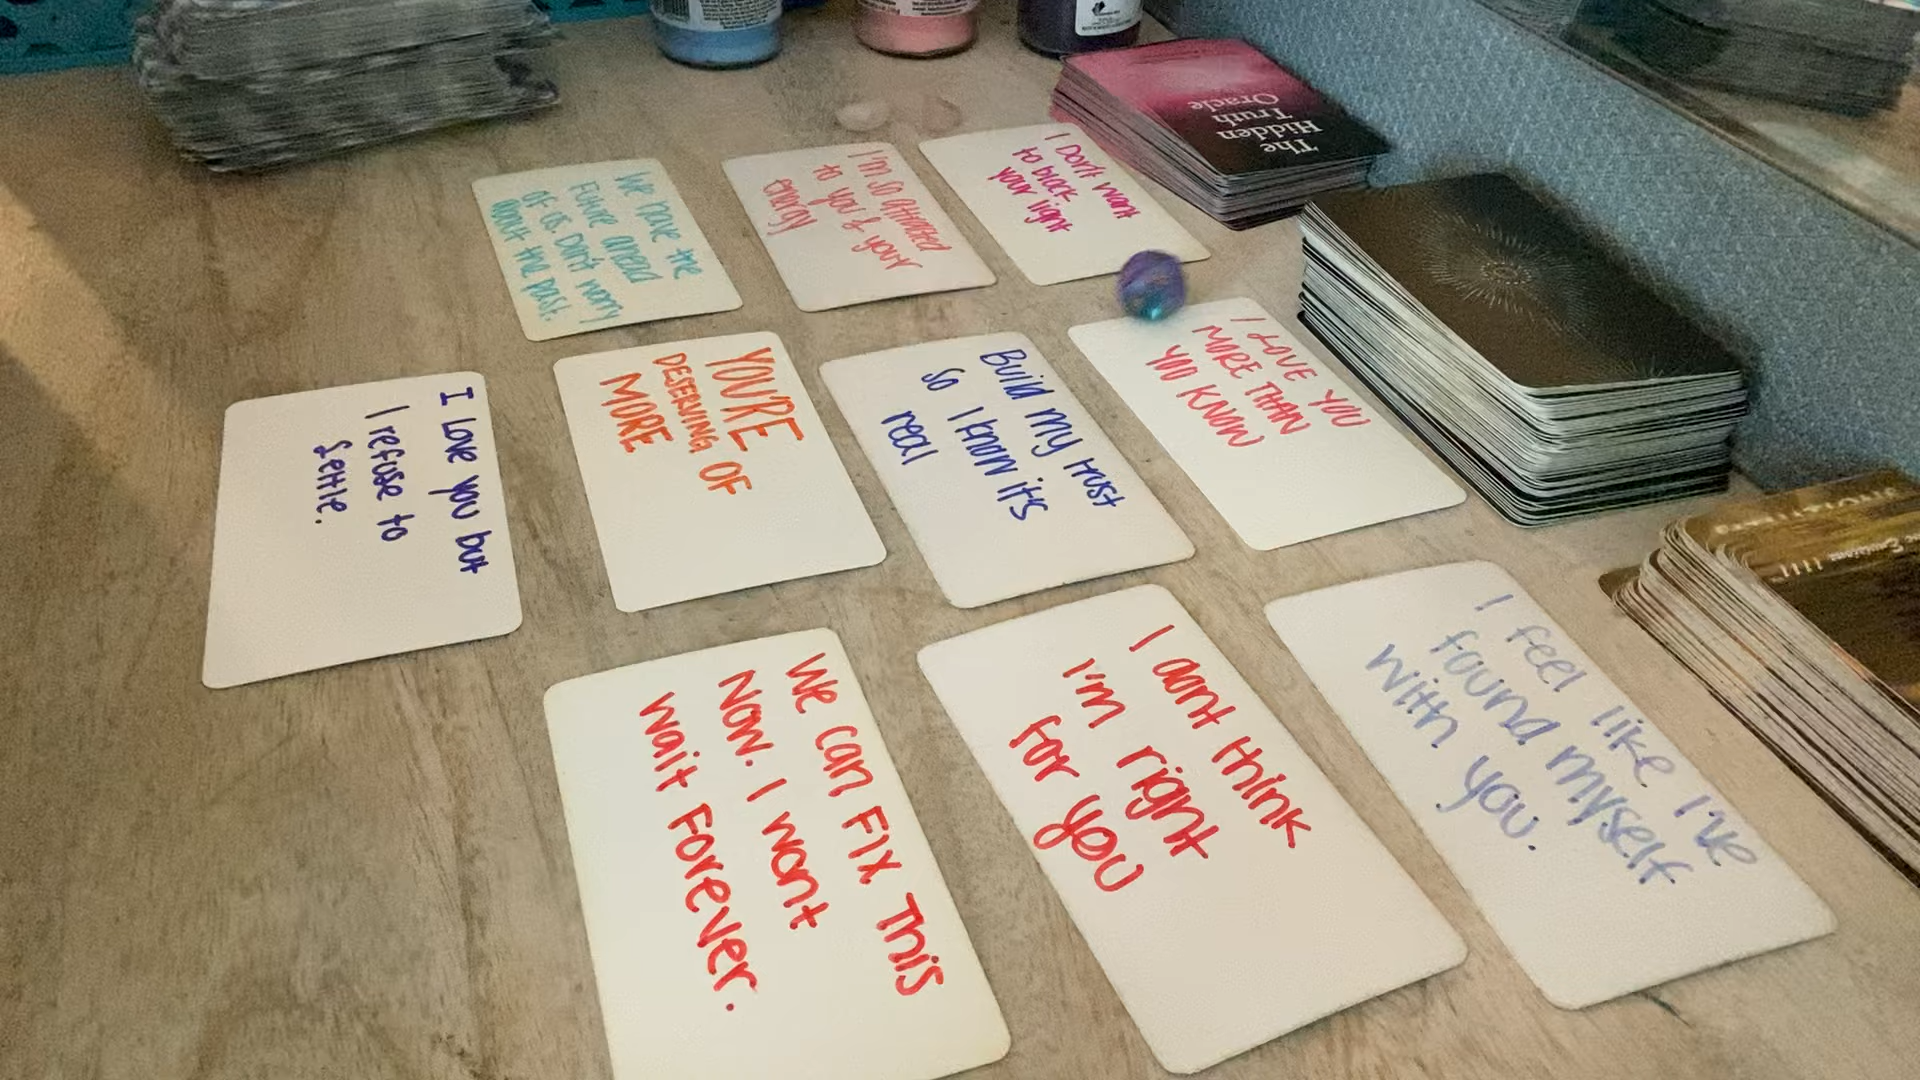 We have the
Future ahead
of us. Don't worry
about the past.
I'm so attracted
to you & your
energy
I Don't want
to block
your light
The
Hidden
Truth
Oracle
I Love you but
I refuse to
settle.
YOU'RE
DESERVING OF
MORE
Build my trust
so I know it's
real
I LOVE YOU
MORE THAN
YOU KNOW
We can FIX This
Now. I won't
wait Forever.
I dont think
I'm right
for you
I feel like I've
found myself
with you.